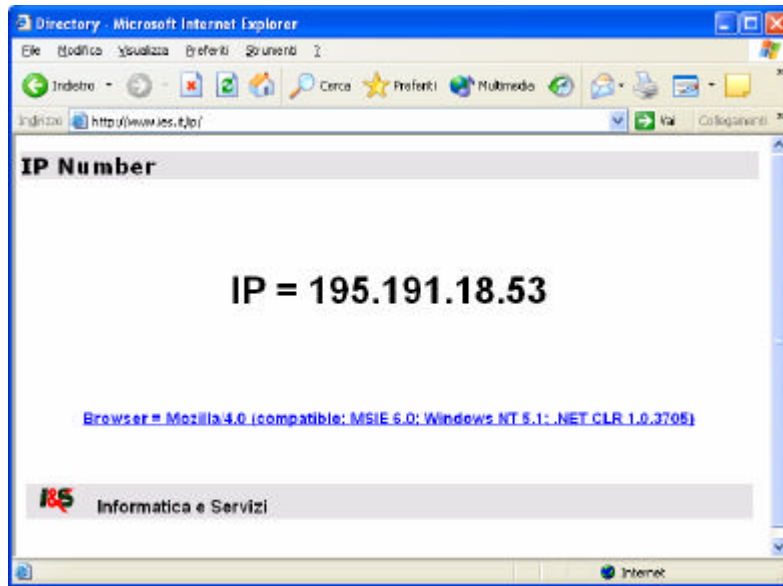 Directory - Microsoft Internet Explorer
File Modifica Visualizza Preferiti Strumenti ?
Indietro Cerca Preferiti Multimedia
Indirizzo http://www.ies.it/ip/ Vai Collegamenti
IP Number
IP = 195.191.18.53
Browser = Mozilla/4.0 (compatible; MSIE 6.0; Windows NT 5.1; .NET CLR 1.0.3705)
I&S Informatica e Servizi
Internet